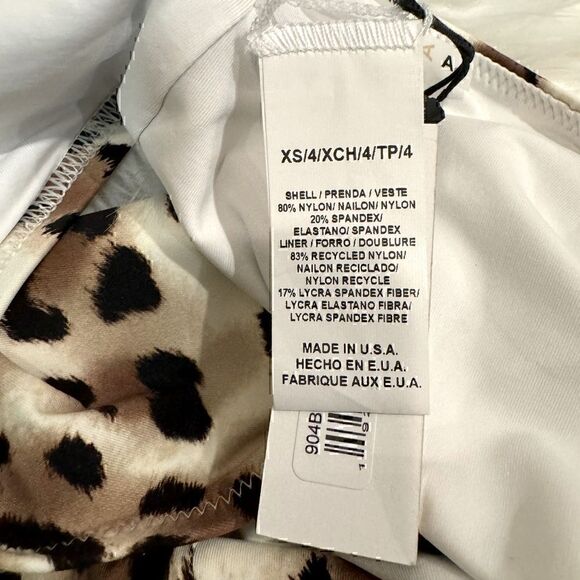 XS/4/XCH/4/TP/4
SHELL / PRENDA / VESTE
80% NYLON/ NAILON/ NYLON
20% SPANDEX/
ELASTANO/ SPANDEX
LINER / FORRO / DOUBLURE
83% RECYCLED NYLON/
NAILON RECICLADO/
NYLON RECYCLE
17% LYCRA SPANDEX FIBER/
LYCRA ELASTANO FIBRA/
LYCRA SPANDEX FIBRE
MADE IN U.S.A.
HECHO EN E.U.A.
FABRIQUE AUX E.U.A.
904B
A A